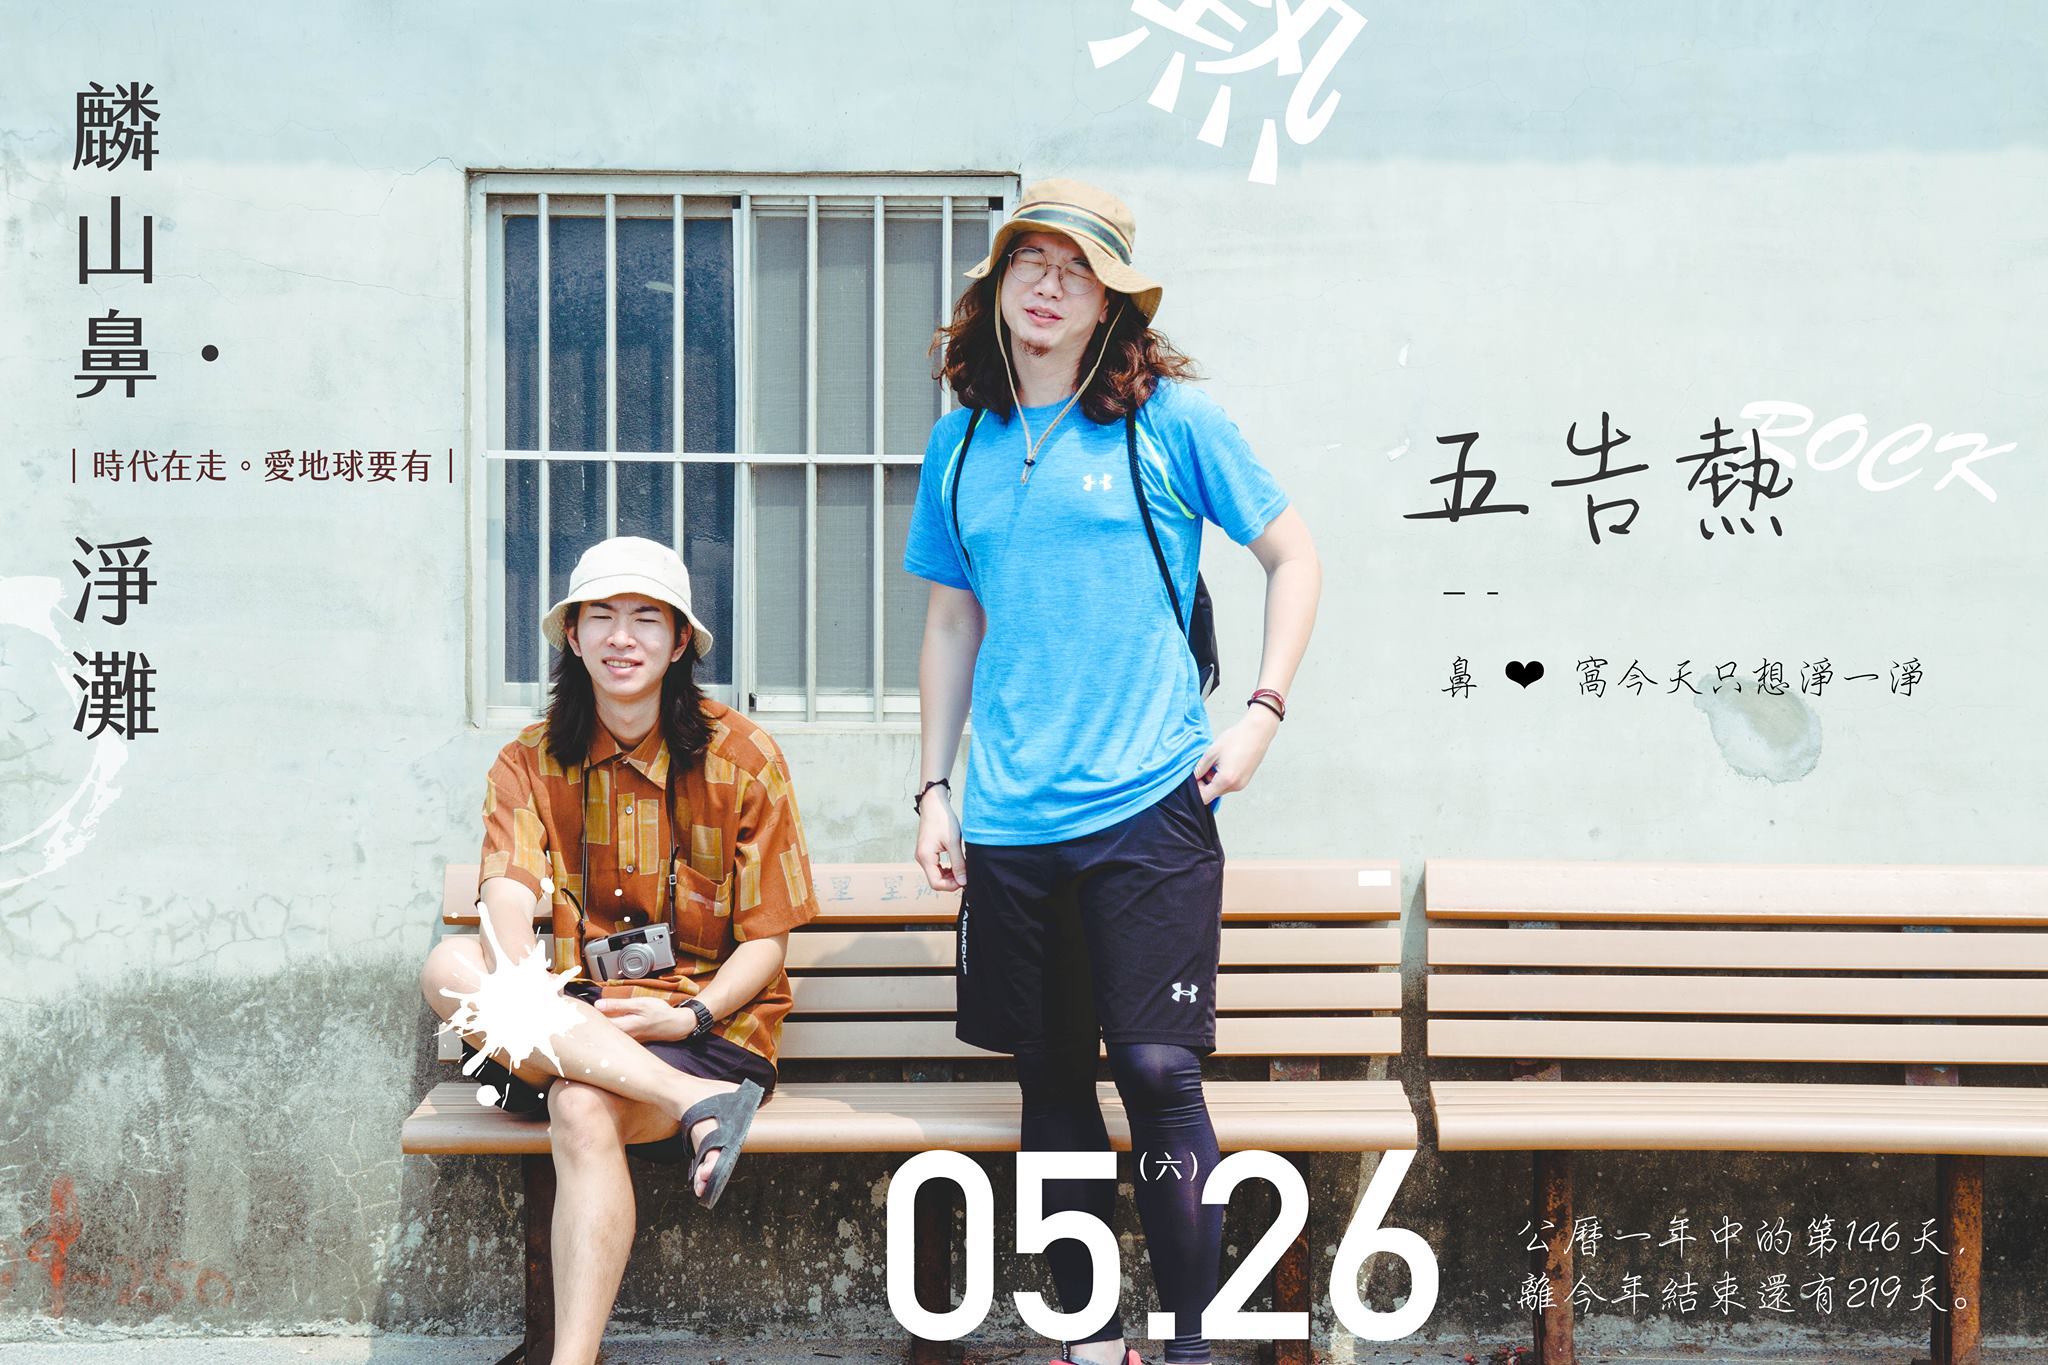 熱
麟山鼻・
|時代在走。愛地球要有|
淨灘
五告熱
ROCK
鼻 ❤ 窩今天只想淨一淨
05.26
(六)
公曆一年中的第146天,
離今年結束還有219天。